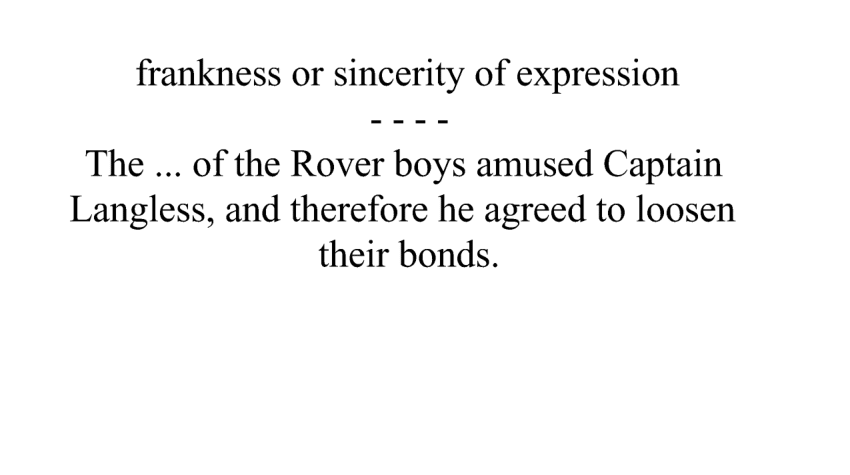 frankness or sincerity of expression
- - - -
The ... of the Rover boys amused Captain
Langless, and therefore he agreed to loosen
their bonds.